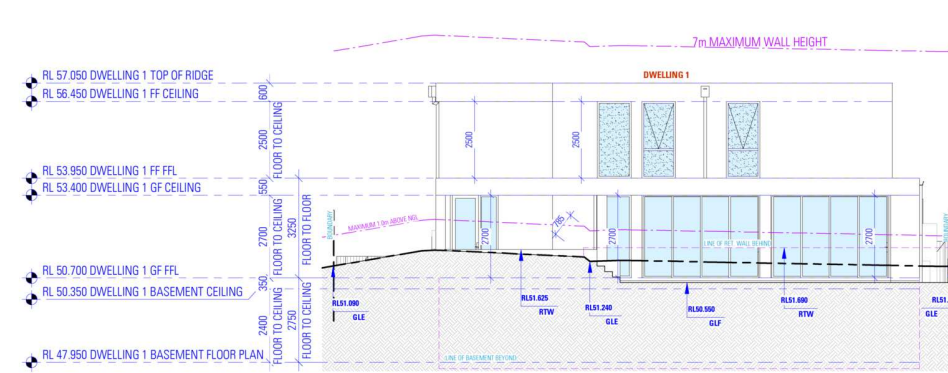 7m MAXIMUM WALL HEIGHT
DWELLING 1
RL 57.050 DWELLING 1 TOP OF RIDGE
RL 56.450 DWELLING 1 FF CEILING
600
2500
FLOOR TO CEILING
2500
2500
RL 53.950 DWELLING 1 FF FFL
RL 53.400 DWELLING 1 GF CEILING
550
2700
FLOOR TO CEILING
3250
FLOOR TO FLOOR
BOUNDARY
MAXIMUM 1.0m ABOVE NGL
2700
785
2700
LINE OF RET. WALL BEHIND
2700
RL 50.700 DWELLING 1 GF FFL
RL 50.350 DWELLING 1 BASEMENT CEILING
350
RL51.090
GLE
RL51.625
RTW
RL51.240
GLE
RL50.550
GLF
RL51.690
RTW
RL51.
GLE
2400
FLOOR TO CEILING
2750
FLOOR TO FLOOR
RL 47.950 DWELLING 1 BASEMENT FLOOR PLAN
LINE OF BASEMENT BEYOND